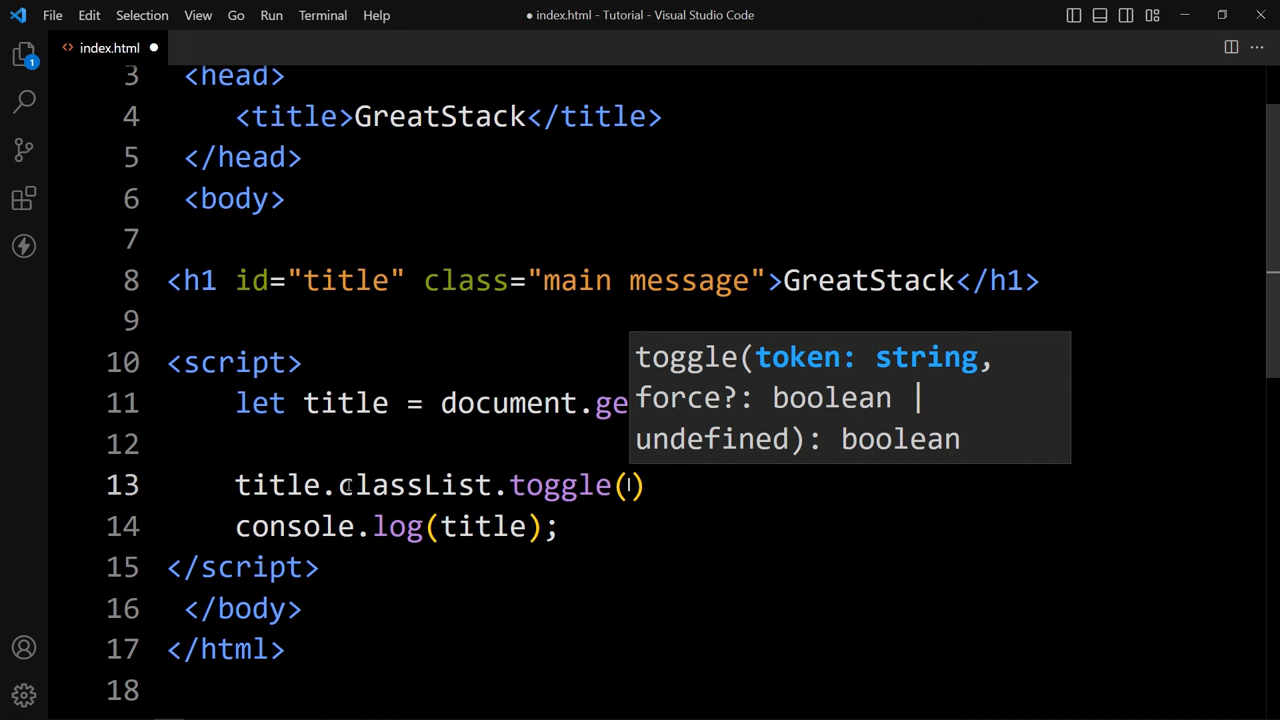 File Edit Selection View Go Run Terminal Help ● index.html - Tutorial - Visual Studio Code
<> index.html ●
1
3 <head>
4 <title>GreatStack</title>
5 </head>
6 <body>
7
8 <h1 id="title" class="main message">GreatStack</h1>
9
10 <script>
11 let title = document.ge
12
13 title.classList.toggle()
14 console.log(title);
15 </script>
16 </body>
17 </html>
18
toggle(token: string,
force?: boolean |
undefined): boolean